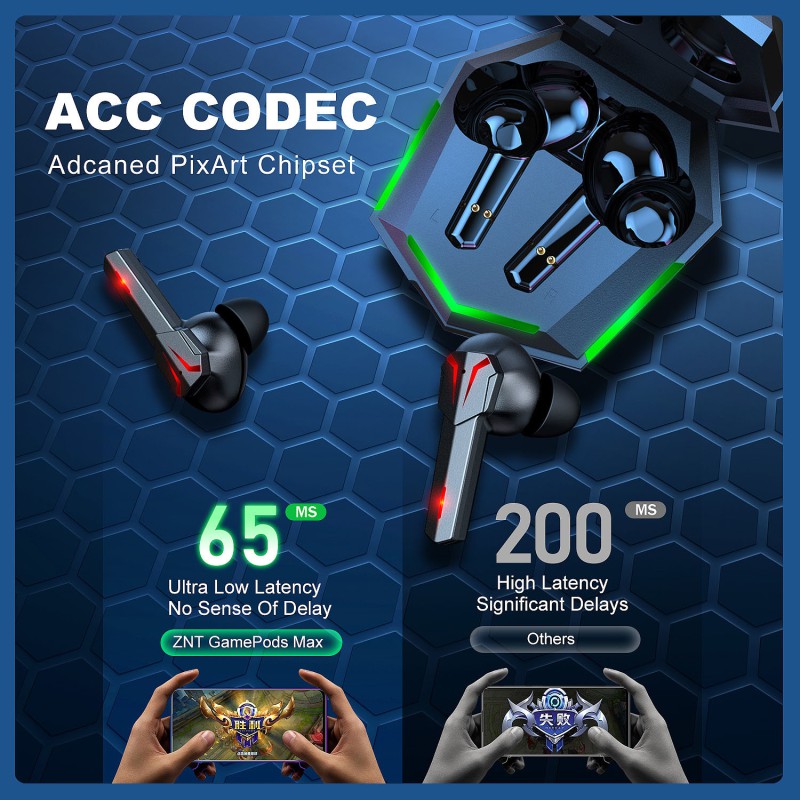 ACC CODEC
Adcaned PixArt Chipset
L
65 MS
Ultra Low Latency
No Sense Of Delay
ZNT GamePods Max
胜利
200 MS
High Latency
Significant Delays
Others
失败